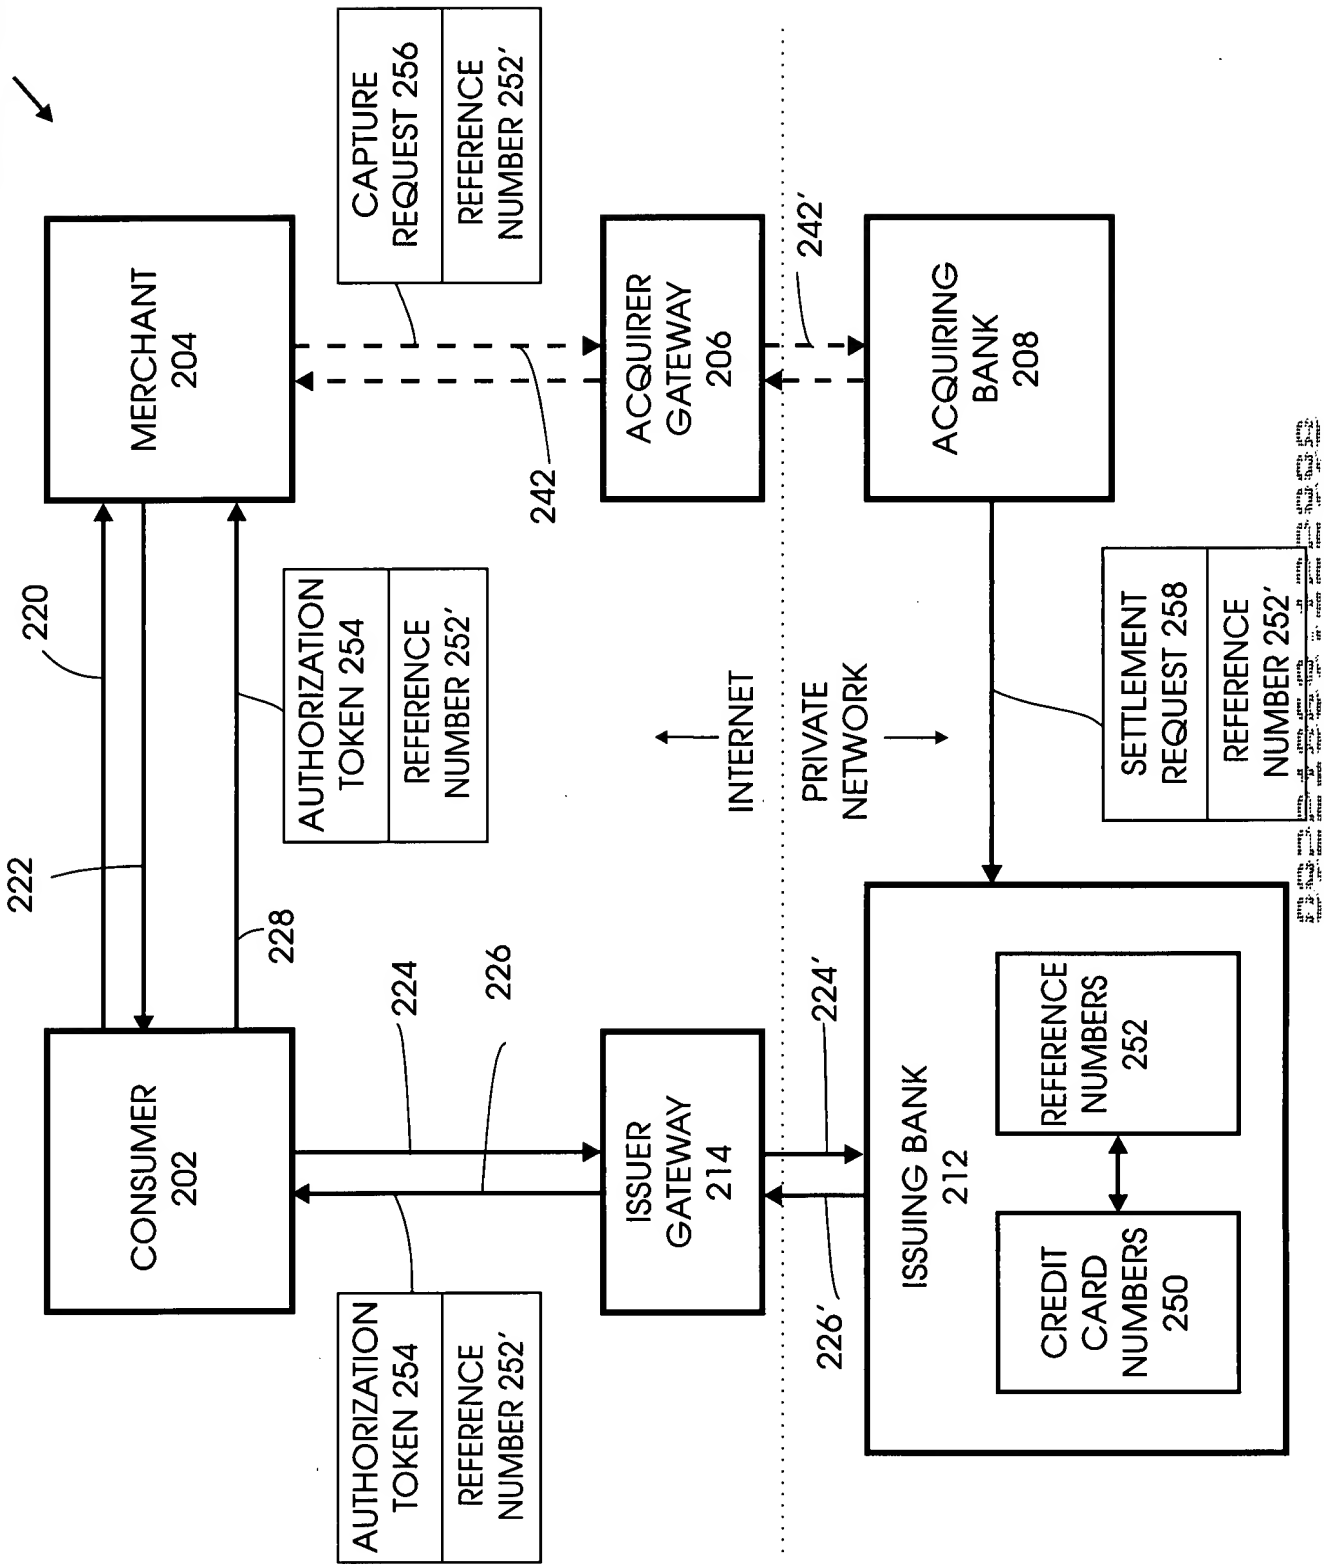 220
222
CONSUMER
202
MERCHANT
204
228
AUTHORIZATION
TOKEN 254
REFERENCE
NUMBER 252'
224
226
AUTHORIZATION
TOKEN 254
REFERENCE
NUMBER 252'
CAPTURE
REQUEST 256
REFERENCE
NUMBER 252'
242
ISSUER
GATEWAY
214
ACQUIRER
GATEWAY
206
INTERNET
PRIVATE
NETWORK
226'
224'
242'
ISSUING BANK
212
CREDIT
CARD
NUMBERS
250
REFERENCE
NUMBERS
252
ACQUIRING
BANK
208
SETTLEMENT
REQUEST 258
REFERENCE
NUMBER 252'